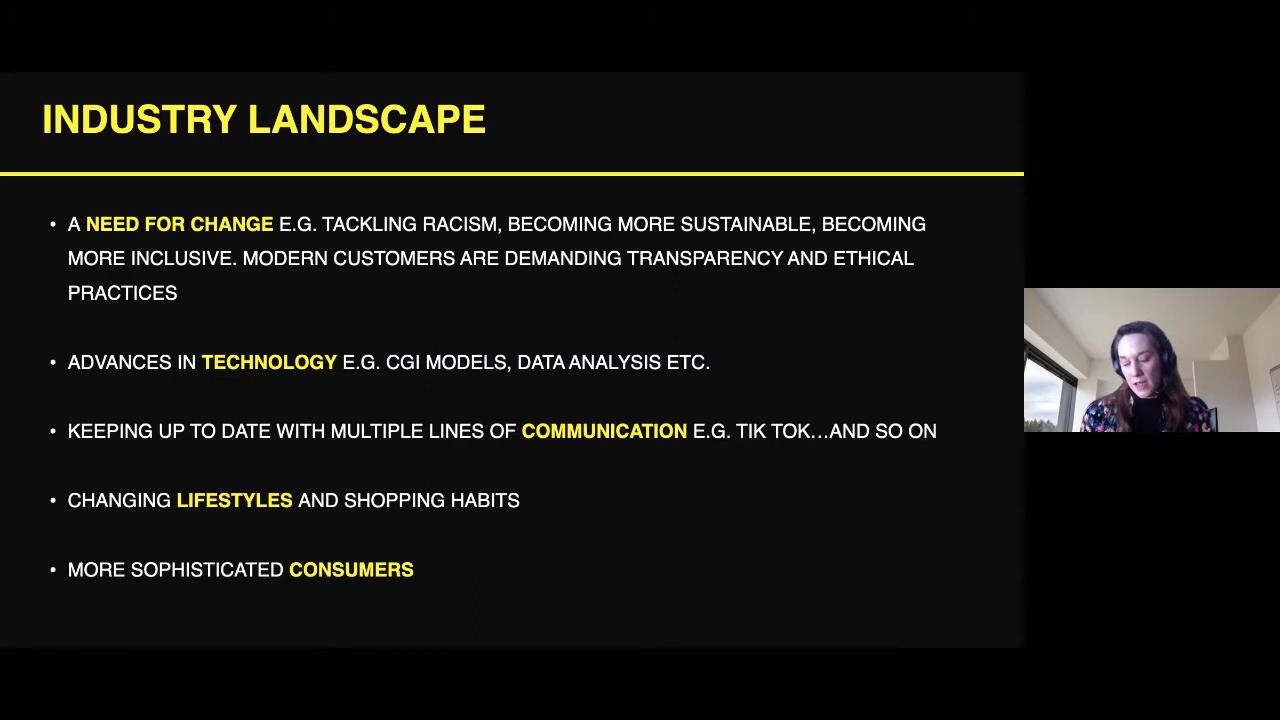 INDUSTRY LANDSCAPE
• A NEED FOR CHANGE E.G. TACKLING RACISM, BECOMING MORE SUSTAINABLE, BECOMING
MORE INCLUSIVE. MODERN CUSTOMERS ARE DEMANDING TRANSPARENCY AND ETHICAL
PRACTICES
• ADVANCES IN TECHNOLOGY E.G. CGI MODELS, DATA ANALYSIS ETC.
• KEEPING UP TO DATE WITH MULTIPLE LINES OF COMMUNICATION E.G. TIK TOK...AND SO ON
• CHANGING LIFESTYLES AND SHOPPING HABITS
• MORE SOPHISTICATED CONSUMERS